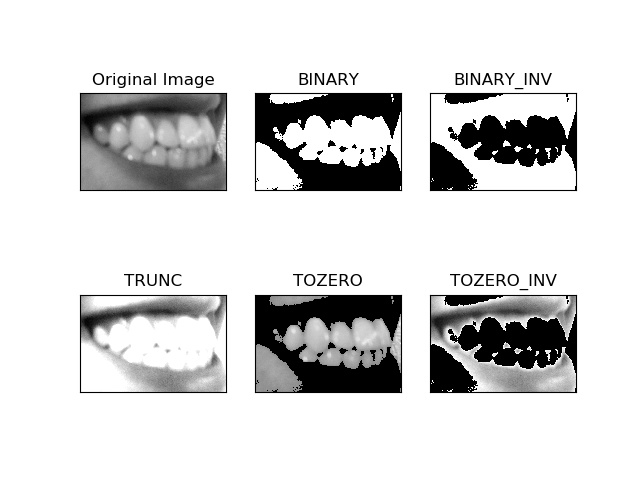 Original Image
BINARY
BINARY_INV
TRUNC
TOZERO
TOZERO_INV